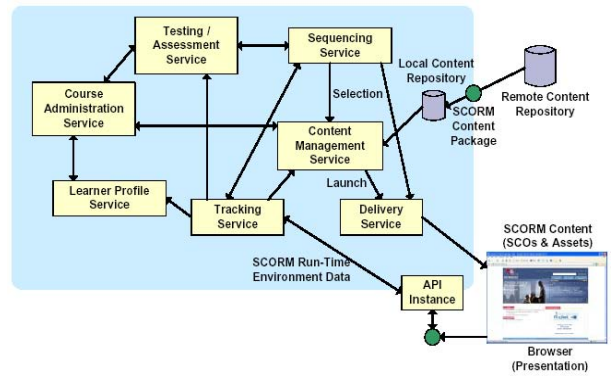 Testing /
Assessment
Service
Sequencing
Service
Local Content
Repository
Remote Content
Repository
SCORM
Content
Package
Selection
Course
Administration
Service
Content
Management
Service
Launch
Learner Profile
Service
Tracking
Service
Delivery
Service
SCORM Run-Time
Environment Data
API
Instance
SCORM Content
(SCOs & Assets)
Browser
(Presentation)